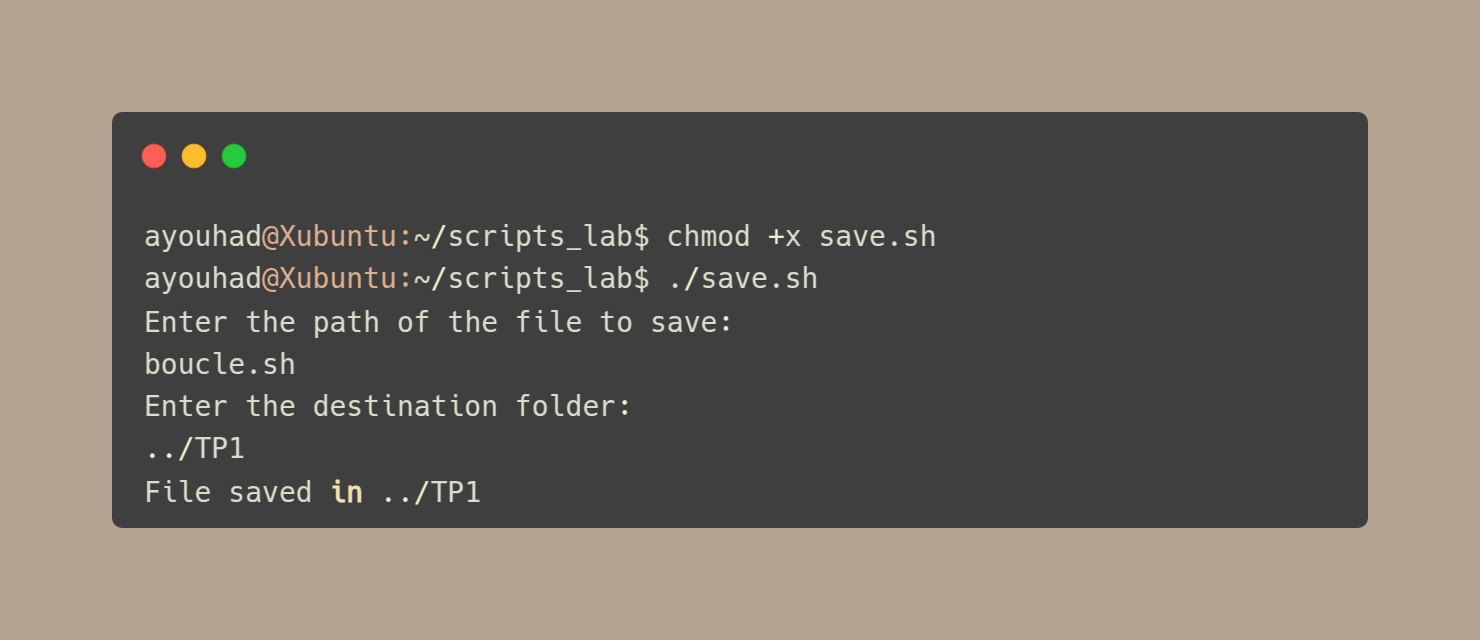 ayouhad@Xubuntu:~/scripts_lab$ chmod +x save.sh
ayouhad@Xubuntu:~/scripts_lab$ ./save.sh
Enter the path of the file to save:
boucle.sh
Enter the destination folder:
../TP1
File saved in ../TP1